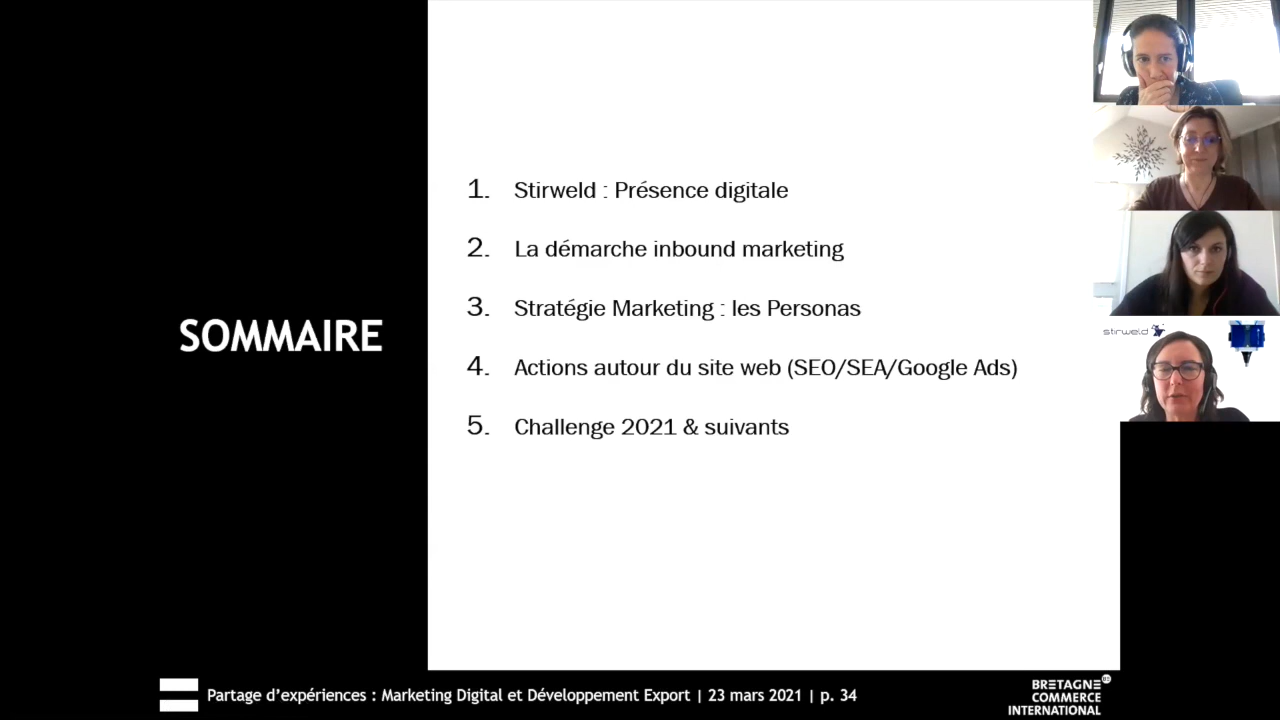 SOMMAIRE
1. Stirweld : Présence digitale
2. La démarche inbound marketing
3. Stratégie Marketing : les Personas
4. Actions autour du site web (SEO/SEA/Google Ads)
5. Challenge 2021 & suivants
stirweld
Partage d'expériences : Marketing Digital et Développement Export | 23 mars 2021 | p. 34
BRETAGNE
COMMERCE
INTERNATIONAL